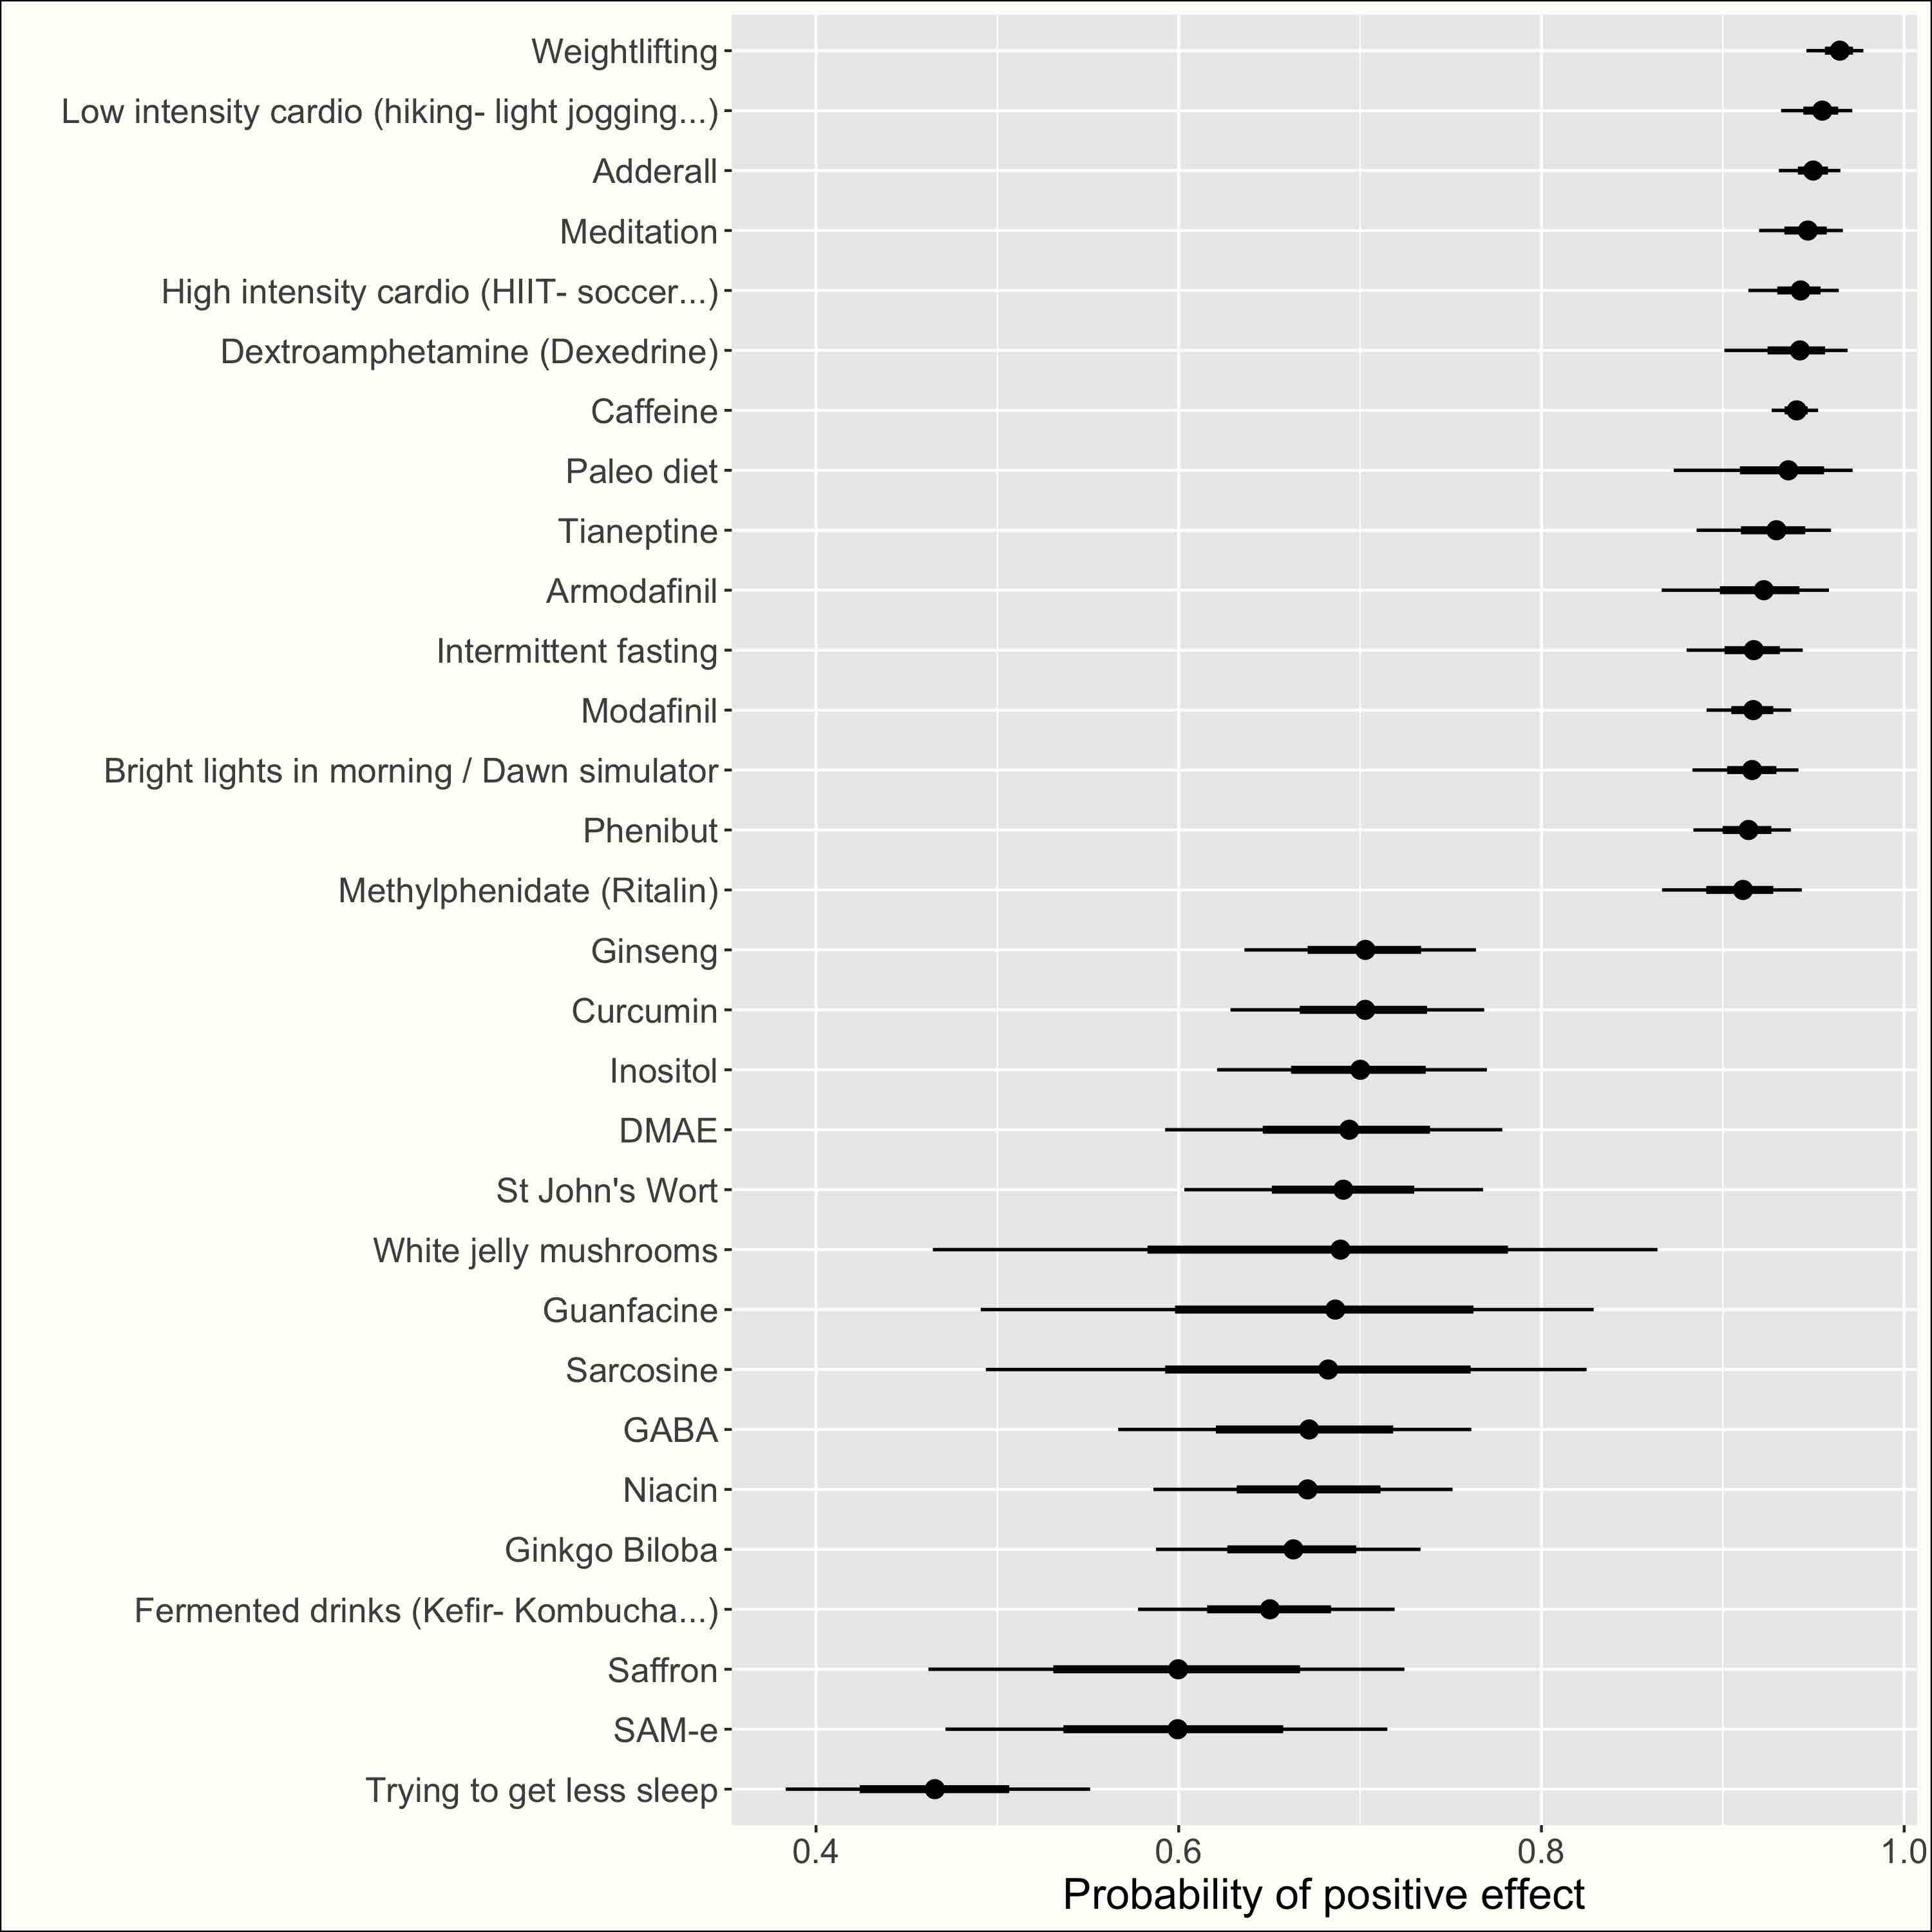 Weightlifting
Low intensity cardio (hiking- light jogging...)
Adderall
Meditation
High intensity cardio (HIIT- soccer...)
Dextroamphetamine (Dexedrine)
Caffeine
Paleo diet
Tianeptine
Armodafinil
Intermittent fasting
Modafinil
Bright lights in morning / Dawn simulator
Phenibut
Methylphenidate (Ritalin)
Ginseng
Curcumin
Inositol
DMAE
St John's Wort
White jelly mushrooms
Guanfacine
Sarcosine
GABA
Niacin
Ginkgo Biloba
Fermented drinks (Kefir- Kombucha...)
Saffron
SAM-e
Trying to get less sleep
0.4 0.6 0.8 1.0
Probability of positive effect